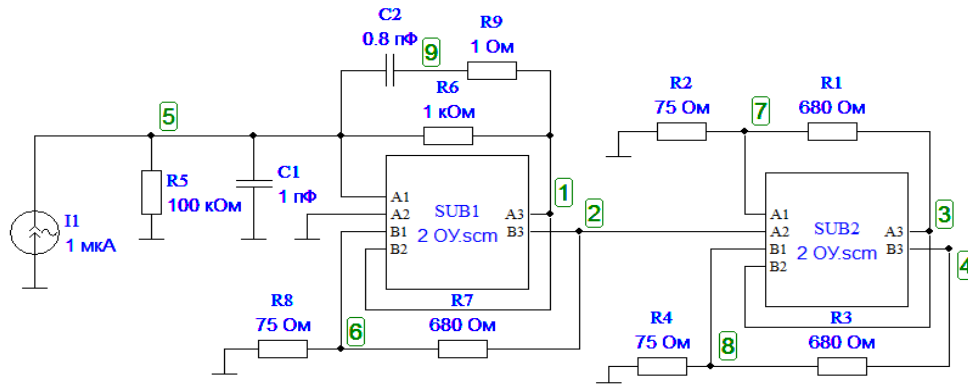 C2
0.8 пФ
9
R9
1 Ом
R6
1 кОм
5
R5
100 кОм
C1
1 пФ
I1
1 мкА
A1
A2
B1
B2
SUB1
2 ОУ.scm
A3
B3
1
2
R8
75 Ом
6
R7
680 Ом
R2
75 Ом
7
R1
680 Ом
A1
A2
B1
B2
SUB2
2 ОУ.scm
A3
B3
3
4
R4
75 Ом
8
R3
680 Ом